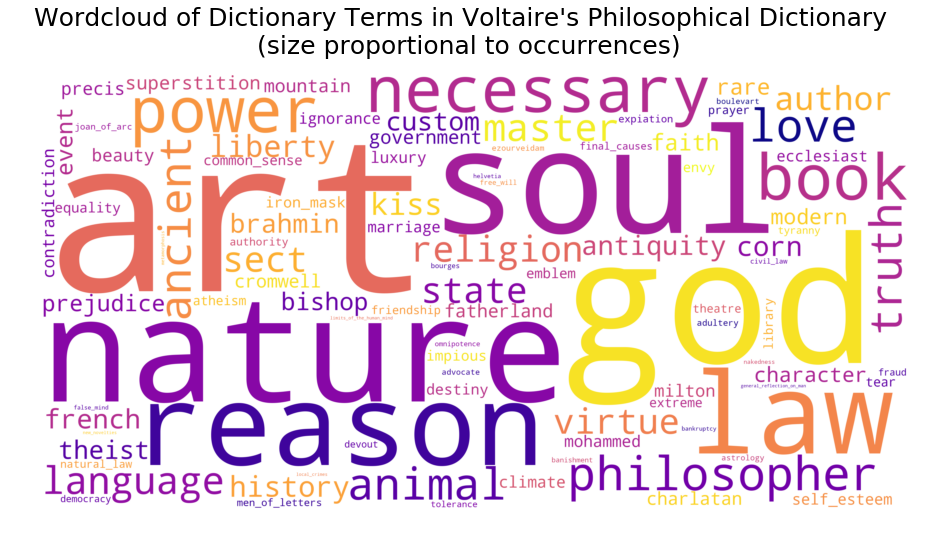 Wordcloud of Dictionary Terms in Voltaire's Philosophical Dictionary
(size proportional to occurrences)
precis
superstition
mountain
necessary
rare
author
boulevart
power
joan_of_arc
event
ignorance
custom
government
master
expiation
prayer
love
liberty
beauty
common_sense
luxury
ezourveidam
final_causes
faith
ecclesiast
contradiction
ancient
art
soul
book
envy
free_will
helvetia
equality
iron_mask
kiss
brahmin
marriage
modern
tyranny
truth
authority
religion
antiquity
corn
civil_law
sect
bourges
emblem
cromwell
state
god
prejudice
atheism
bishop
friendship
fatherland
theatre
adultery
library
limits_of_the_human_mind
nature
omnipotence
impious
advocate
nakedness
character
fraud
tear
destiny
milton
extreme
general_reflection_on_man
law
false_mind
french
reason
virtue
bankruptcy
theist
devout
mohammed
natural_law
banishment
astrology
language
local_crimes
history
animal
climate
philosopher
democracy
men_of_letters
tolerance
charlatan
self_esteem